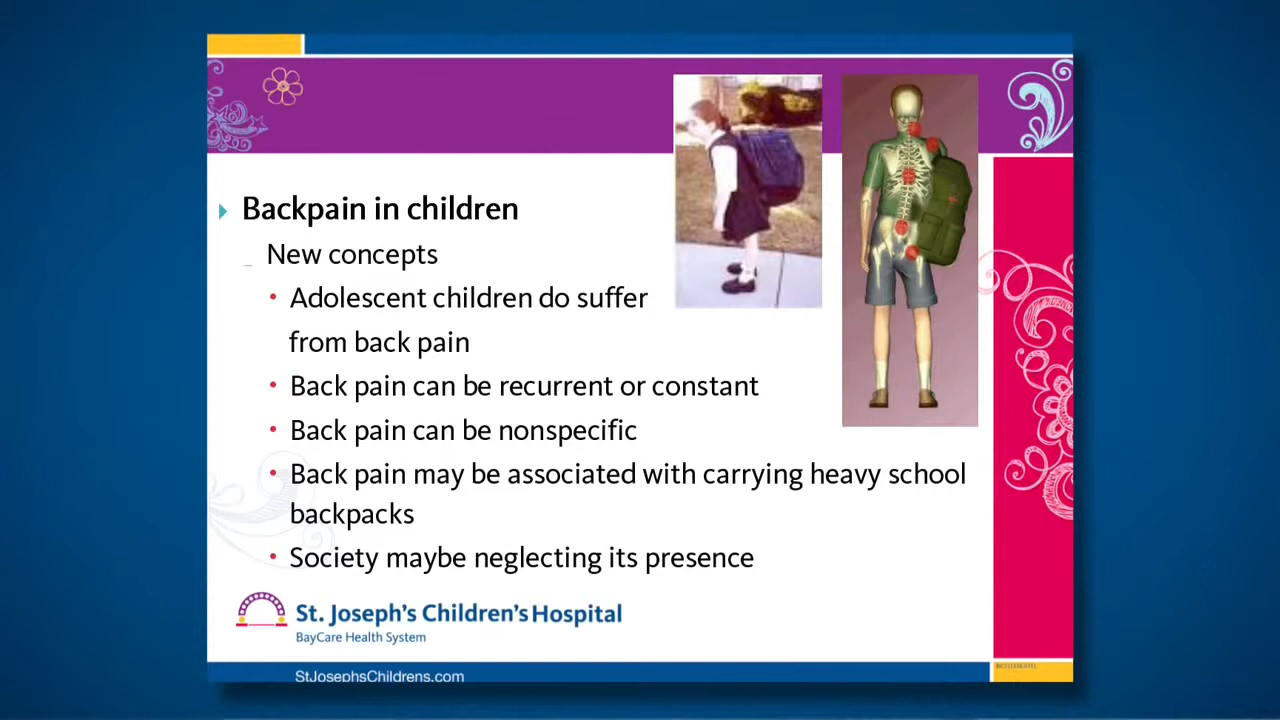 Backpain in children
New concepts
• Adolescent children do suffer
from back pain
• Back pain can be recurrent or constant
• Back pain can be nonspecific
• Back pain may be associated with carrying heavy school
backpacks
• Society maybe neglecting its presence
St. Joseph's Children's Hospital
BayCare Health System
StJosephsChildrens.com